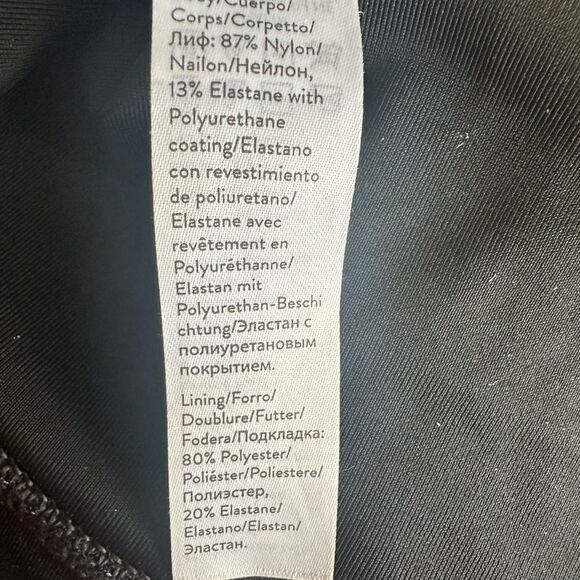 Corps/Corpetto/
Лиф: 87% Nylon/
Nailon/Нейлон,
13% Elastane with
Polyurethane
coating/Elastano
con revestimiento
de poliuretano/
Elastane avec
revêtement en
Polyuréthanne/
Elastan mit
Polyurethan-Beschi
chtung/Эластан с
полиуретановым
покрытием.
Lining/Forro/
Doublure/Futter/
Fodera/Подкладка:
80% Polyester/
Poliéster/Poliestere/
Полиэстер,
20% Elastane/
Elastano/Elastan/
Эластан.